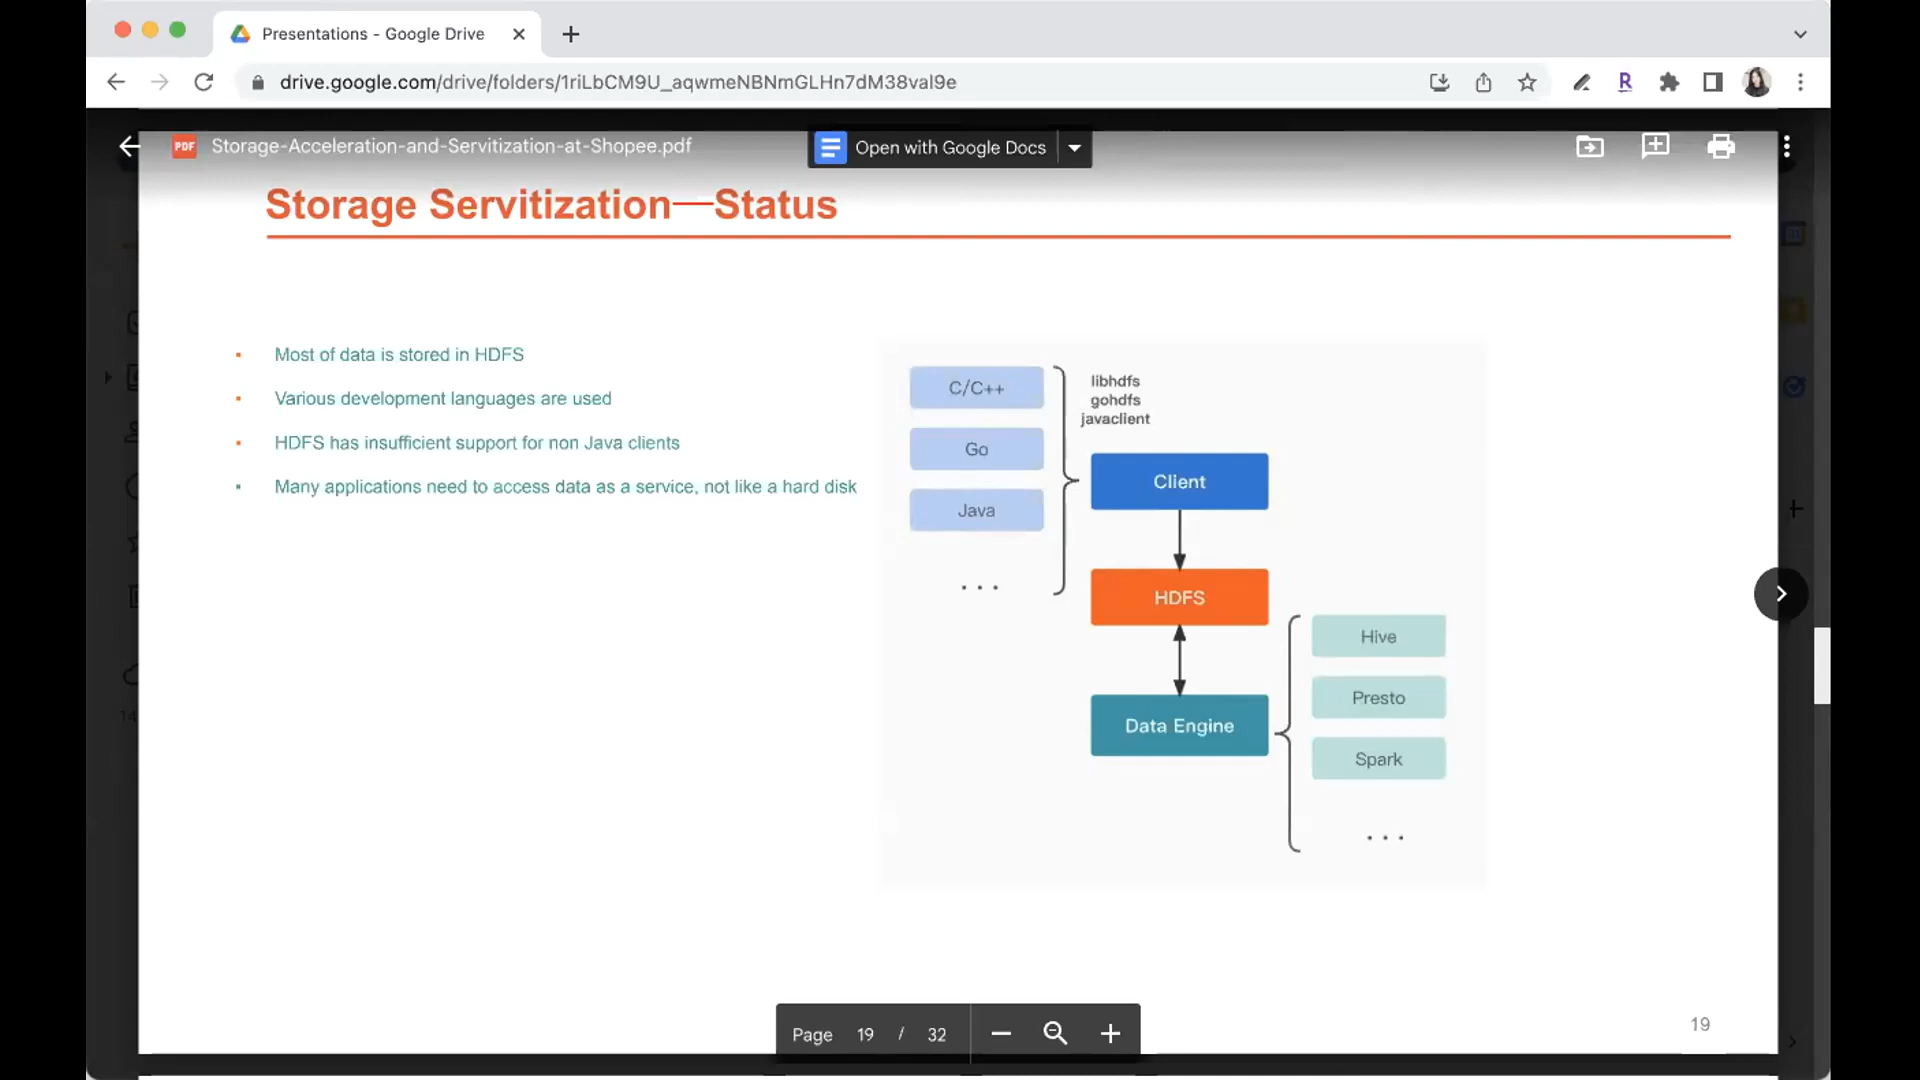 Presentations - Google Drive
drive.google.com/drive/folders/1riLbCM9U_aqwmeNBNmGLHn7dM38val9e
R
PDF Storage-Acceleration-and-Servitization-at-Shopee.pdf
Open with Google Docs
Storage Servitization—Status
▪ Most of data is stored in HDFS
▪ Various development languages are used
▪ HDFS has insufficient support for non Java clients
▪ Many applications need to access data as a service, not like a hard disk
C/C++
Go
Java
...
libhdfs
gohdfs
javaclient
Client
HDFS
Data Engine
Hive
Presto
Spark
...
19
Page 19 / 32